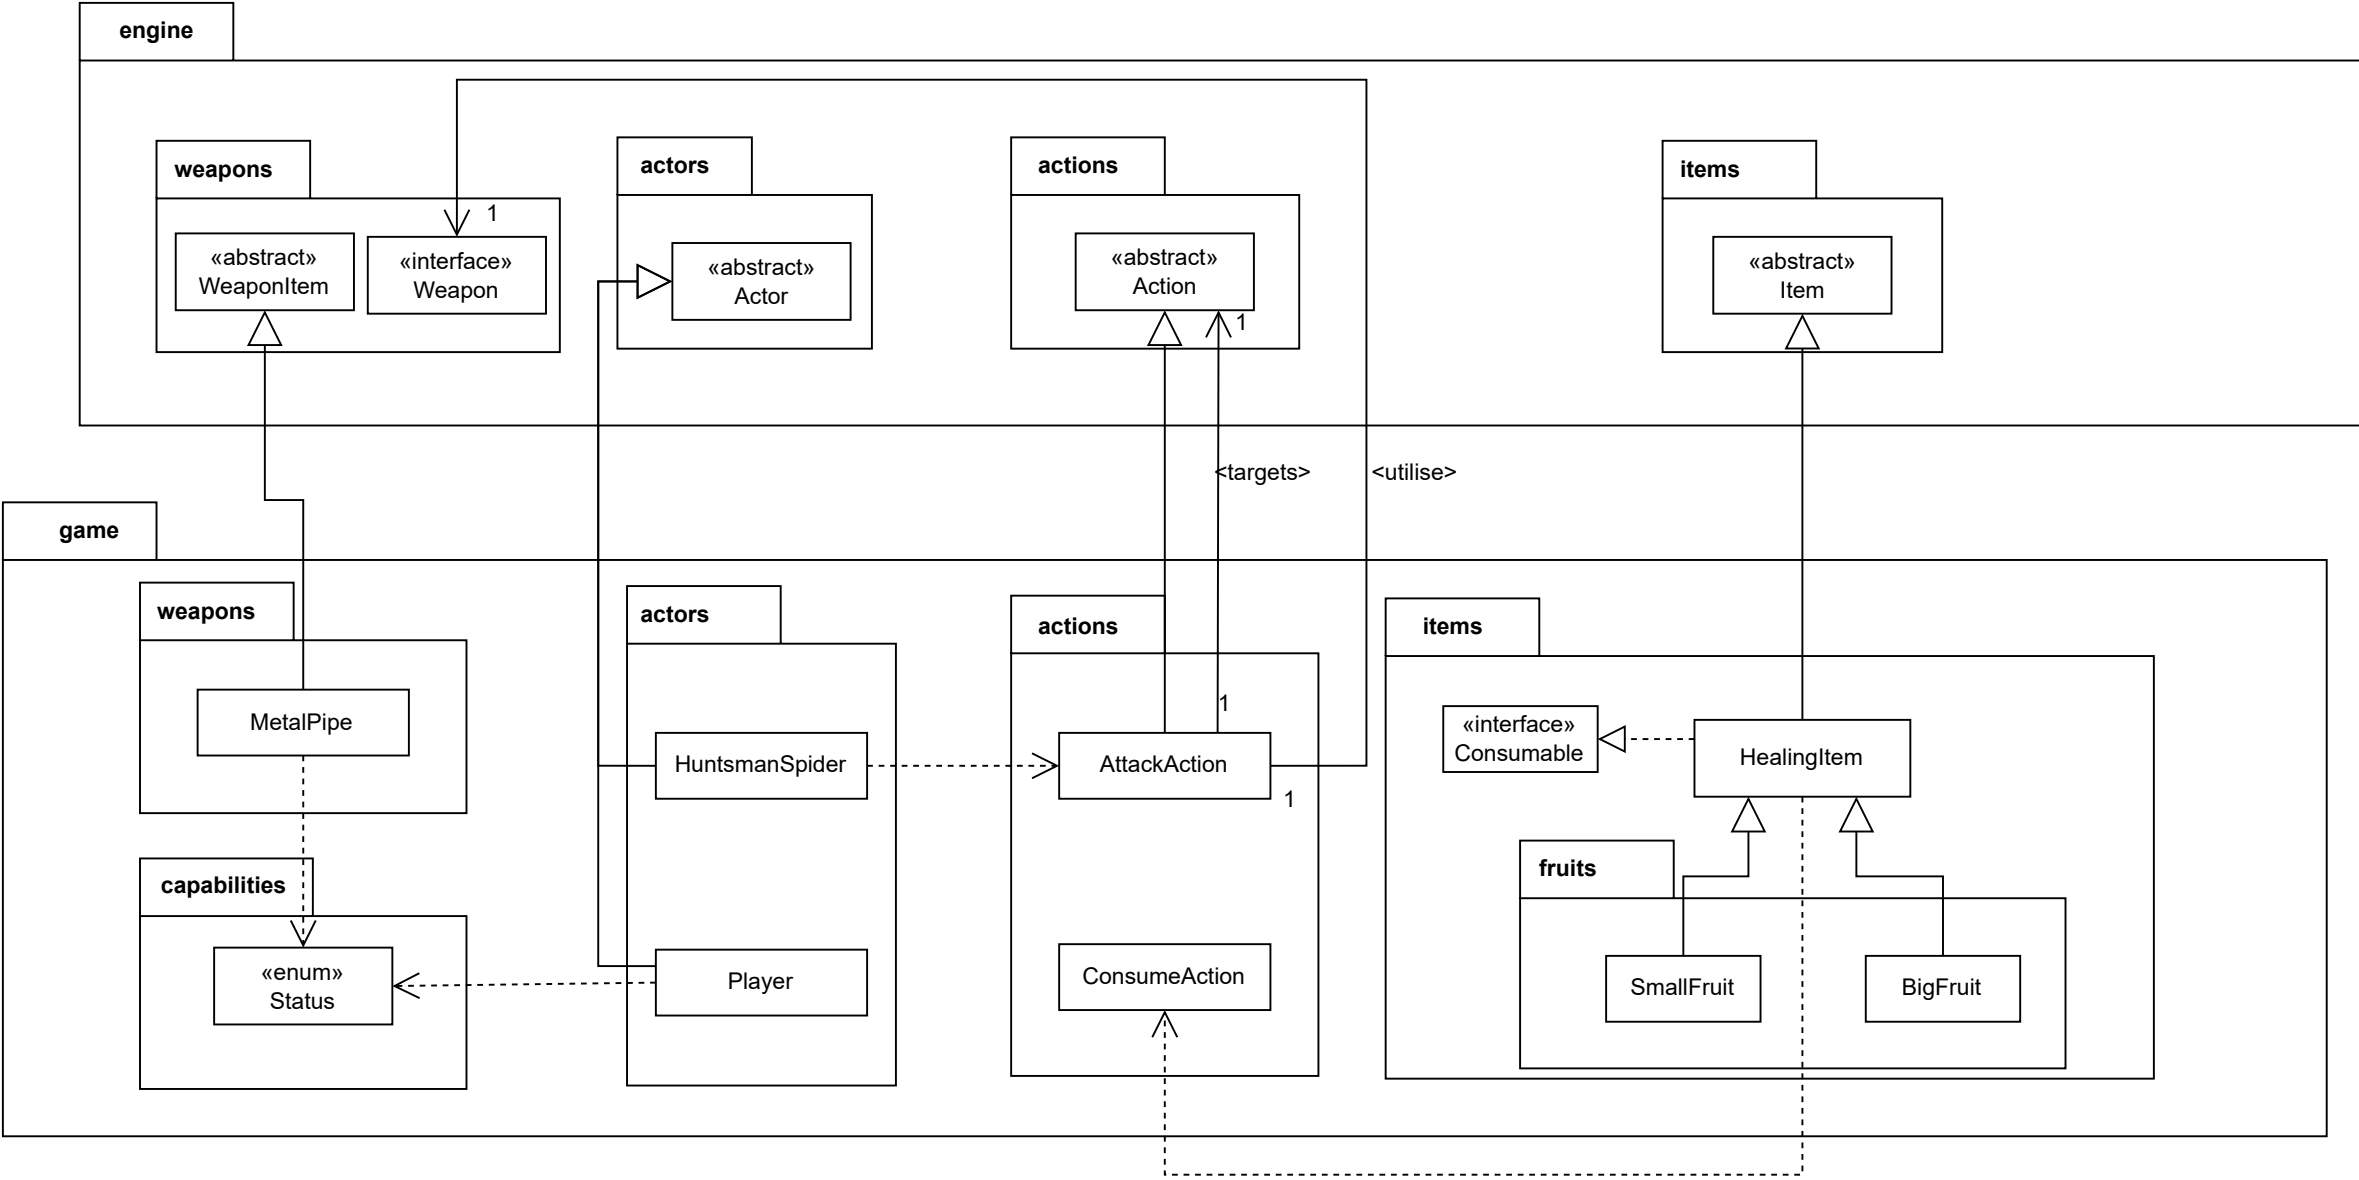 engine
weapons
actors
actions
items
1
«abstract»
WeaponItem
«interface»
Weapon
«abstract»
Actor
«abstract»
Action
1
«abstract»
Item
<targets>
<utilise>
game
weapons
actors
actions
items
MetalPipe
HuntsmanSpider
1
AttackAction
1
«interface»
Consumable
HealingItem
capabilities
fruits
«enum»
Status
Player
ConsumeAction
SmallFruit
BigFruit